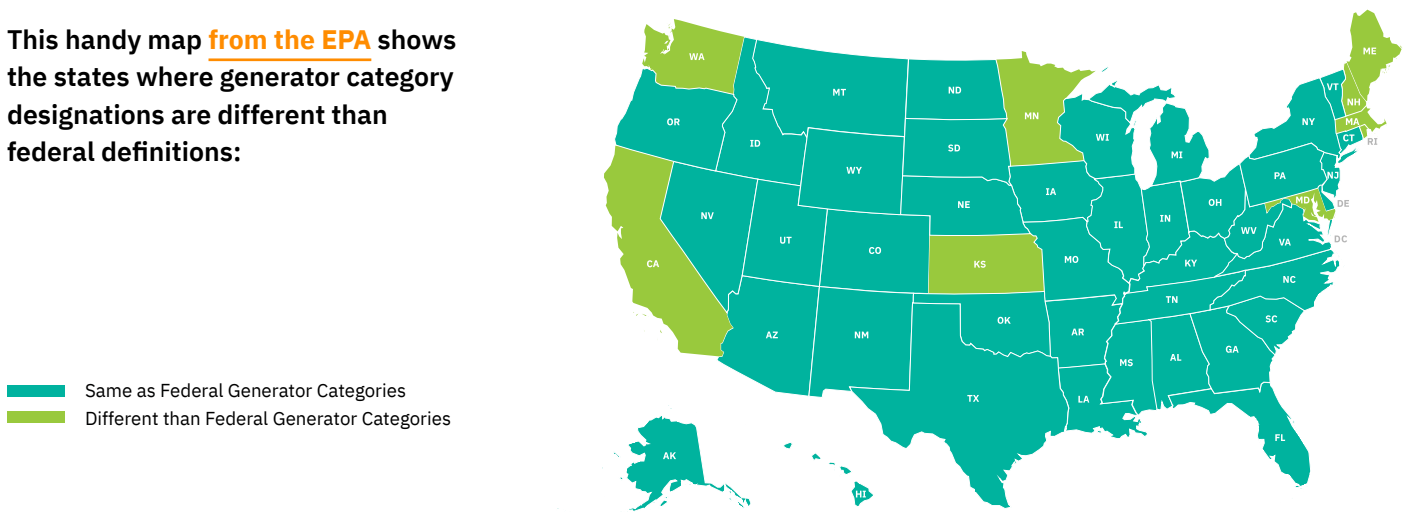 This handy map from the EPA shows
the states where generator category
designations are different than
federal definitions:
Same as Federal Generator Categories
Different than Federal Generator Categories
WA
OR
CA
ID
NV
MT
WY
UT
AZ
CO
NM
ND
SD
NE
KS
OK
TX
MN
IA
MO
AR
LA
WI
IL
MI
IN
OH
KY
TN
MS
AL
GA
FL
SC
NC
VA
WV
PA
NY
VT
NH
ME
MA
CT
RI
NJ
MD
DE
DC
AK
HI